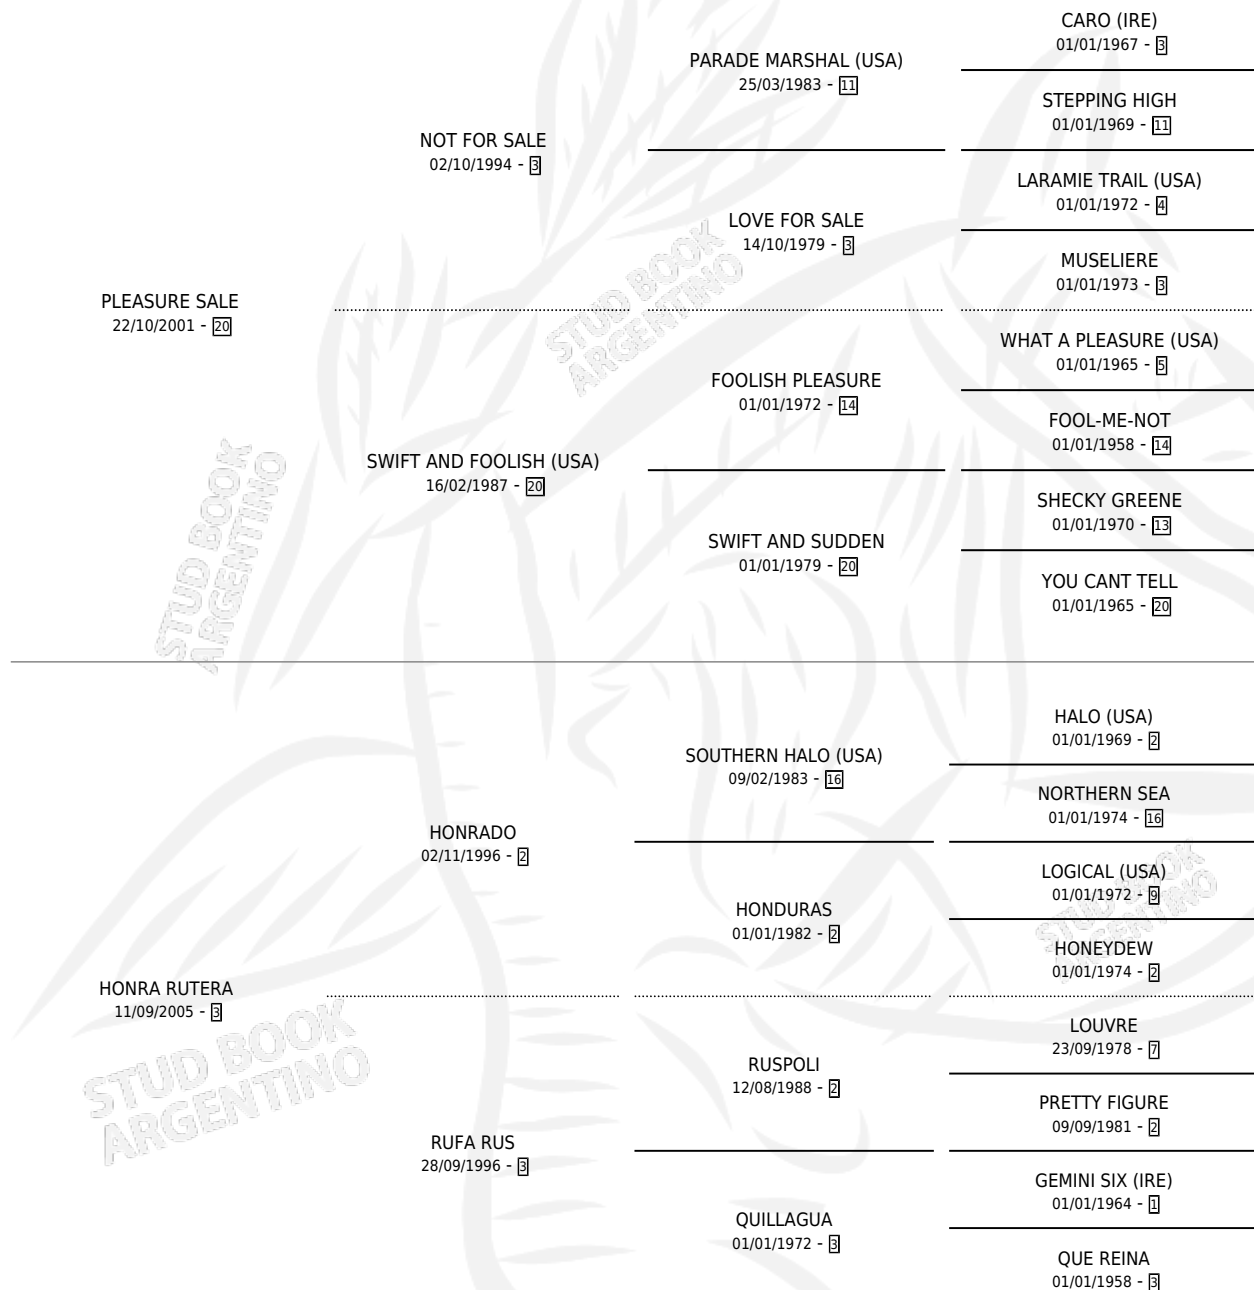 CARO (IRE)
01/01/1967 - 3
PARADE MARSHAL (USA)
25/03/1983 - 11
STEPPING HIGH
01/01/1969 - 11
NOT FOR SALE
02/10/1994 - 3
LARAMIE TRAIL (USA)
01/01/1972 - 4
LOVE FOR SALE
14/10/1979 - 3
MUSELIERE
01/01/1973 - 3
PLEASURE SALE
22/10/2001 - 20
WHAT A PLEASURE (USA)
01/01/1965 - 5
FOOLISH PLEASURE
01/01/1972 - 14
FOOL-ME-NOT
01/01/1958 - 14
SWIFT AND FOOLISH (USA)
16/02/1987 - 20
SHECKY GREENE
01/01/1970 - 13
SWIFT AND SUDDEN
01/01/1979 - 20
YOU CANT TELL
01/01/1965 - 20
HALO (USA)
01/01/1969 - 2
SOUTHERN HALO (USA)
09/02/1983 - 16
NORTHERN SEA
01/01/1974 - 16
HONRADO
02/11/1996 - 2
LOGICAL (USA)
01/01/1972 - 9
HONDURAS
01/01/1982 - 2
HONEYDEW
01/01/1974 - 2
HONRA RUTERA
11/09/2005 - 3
LOUVRE
23/09/1978 - 7
RUSPOLI
12/08/1988 - 2
PRETTY FIGURE
09/09/1981 - 2
RUFA RUS
28/09/1996 - 3
GEMINI SIX (IRE)
01/01/1964 - 1
QUILLAGUA
01/01/1972 - 3
QUE REINA
01/01/1958 - 3
STUD BOOK
ARGENTINO
STUD BOOK
ARGENTINO
STUD BOOK
ARGENTINO
STUD BOOK
ARGENTINO